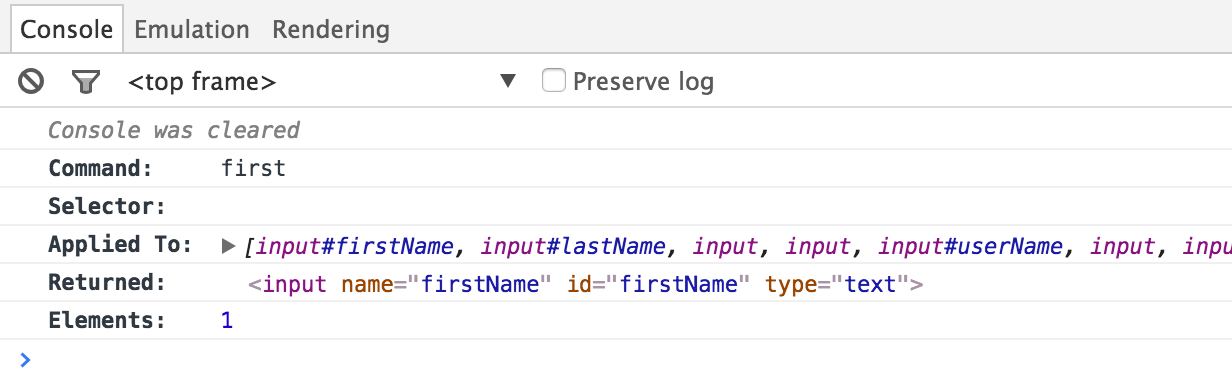 Console Emulation Rendering
<top frame> ▼ Preserve log
Console was cleared
Command: first
Selector:
Applied To: ▶ [input#firstName, input#lastName, input, input, input#userName, input, inpu
Returned: <input name="firstName" id="firstName" type="text">
Elements: 1
>